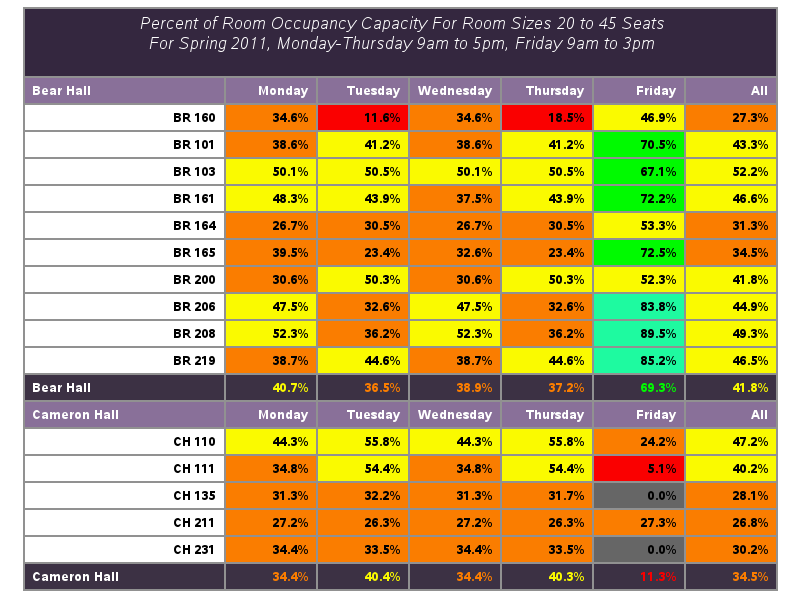 Percent of Room Occupancy Capacity For Room Sizes 20 to 45 Seats
For Spring 2011, Monday-Thursday 9am to 5pm, Friday 9am to 3pm
Bear Hall Monday Tuesday Wednesday Thursday Friday All
BR 160 34.6% 11.6% 34.6% 18.5% 46.9% 27.3%
BR 101 38.6% 41.2% 38.6% 41.2% 70.5% 43.3%
BR 103 50.1% 50.5% 50.1% 50.5% 67.1% 52.2%
BR 161 48.3% 43.9% 37.5% 43.9% 72.2% 46.6%
BR 164 26.7% 30.5% 26.7% 30.5% 53.3% 31.3%
BR 165 39.5% 23.4% 32.6% 23.4% 72.5% 34.5%
BR 200 30.6% 50.3% 30.6% 50.3% 52.3% 41.8%
BR 206 47.5% 32.6% 47.5% 32.6% 83.8% 44.9%
BR 208 52.3% 36.2% 52.3% 36.2% 89.5% 49.3%
BR 219 38.7% 44.6% 38.7% 44.6% 85.2% 46.5%
Bear Hall 40.7% 36.5% 38.9% 37.2% 69.3% 41.8%
Cameron Hall Monday Tuesday Wednesday Thursday Friday All
CH 110 44.3% 55.8% 44.3% 55.8% 24.2% 47.2%
CH 111 34.8% 54.4% 34.8% 54.4% 5.1% 40.2%
CH 135 31.3% 32.2% 31.3% 31.7% 0.0% 28.1%
CH 211 27.2% 26.3% 27.2% 26.3% 27.3% 26.8%
CH 231 34.4% 33.5% 34.4% 33.5% 0.0% 30.2%
Cameron Hall 34.4% 40.4% 34.4% 40.3% 11.3% 34.5%